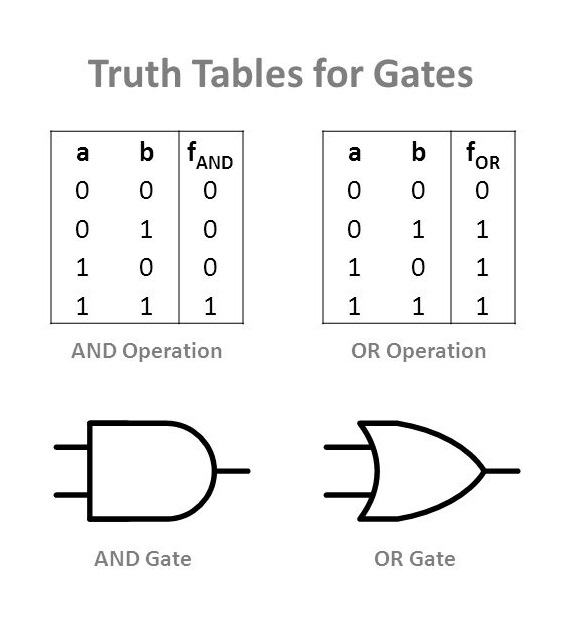 Truth Tables for Gates
a b fAND
0 0 0
0 1 0
1 0 0
1 1 1
AND Operation
a b fOR
0 0 0
0 1 1
1 0 1
1 1 1
OR Operation
AND Gate
OR Gate